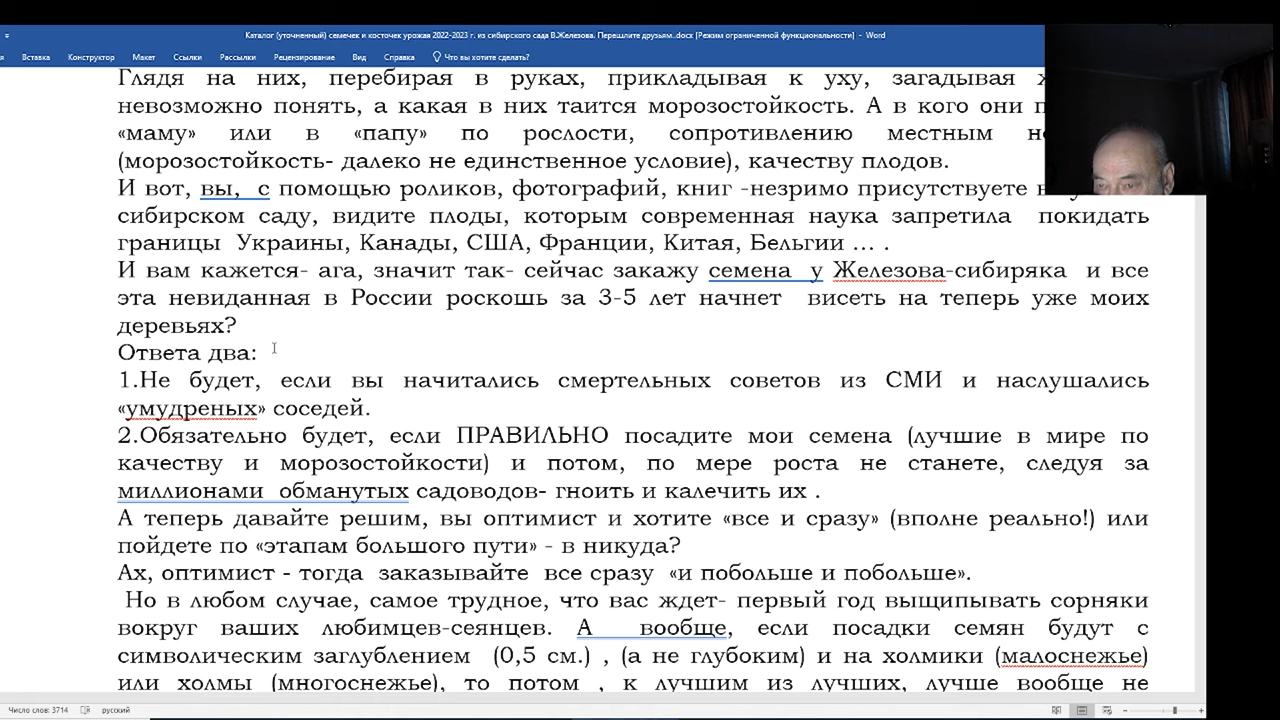 Каталог (уточненный) семечек и косточек урожая 2022-2023 г. из сибирского сада В.Железова. Перешлите друзьям..docx [Режим ограниченной функциональности] - Word
Вставка Конструктор Макет Ссылки Рассылки Рецензирование Вид Справка Что вы хотите сделать?
Глядя на них, перебирая в руках, прикладывая к уху, загадывая
невозможно понять, а какая в них таится морозостойкость. А в кого они
«маму» или в «папу» по рослости, сопротивлению местным
(морозостойкость- далеко не единственное условие), качеству плодов.
И вот, вы, с помощью роликов, фотографий, книг -незримо присутствуете
сибирском саду, видите плоды, которым современная наука запретила покидать
границы Украины, Канады, США, Франции, Китая, Бельгии … .
И вам кажется- ага, значит так- сейчас закажу семена у Железова-сибиряка и все
эта невиданная в России роскошь за 3-5 лет начнет висеть на теперь уже моих
деревьях?
Ответа два:
1.Не будет, если вы начитались смертельных советов из СМИ и наслушались
«умудреных» соседей.
2.Обязательно будет, если ПРАВИЛЬНО посадите мои семена (лучшие в мире по
качеству и морозостойкости) и потом, по мере роста не станете, следуя за
миллионами обманутых садоводов- гноить и калечить их .
А теперь давайте решим, вы оптимист и хотите «все и сразу» (вполне реально!) или
пойдете по «этапам большого пути» - в никуда?
Ах, оптимист - тогда заказывайте все сразу «и побольше и побольше».
Но в любом случае, самое трудное, что вас ждет- первый год выщипывать сорняки
вокруг ваших любимцев-сеянцев. А вообще, если посадки семян будут с
символическим заглублением (0,5 см.) , (а не глубоким) и на холмики (малоснежье)
или холмы (многоснежье), то потом , к лучшим из лучших, лучше вообще не
Число слов: 3714 русский